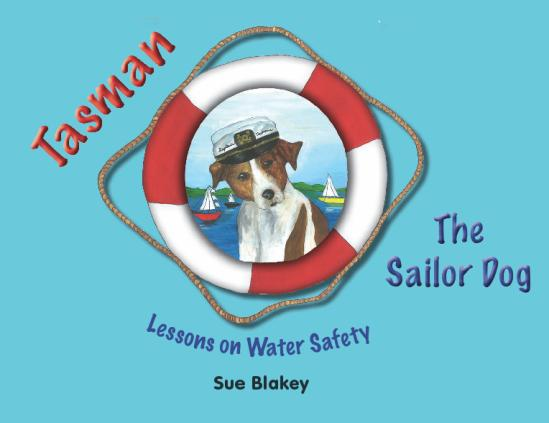 Tasman
The
Sailor Dog
Lessons on Water Safety
Sue Blakey